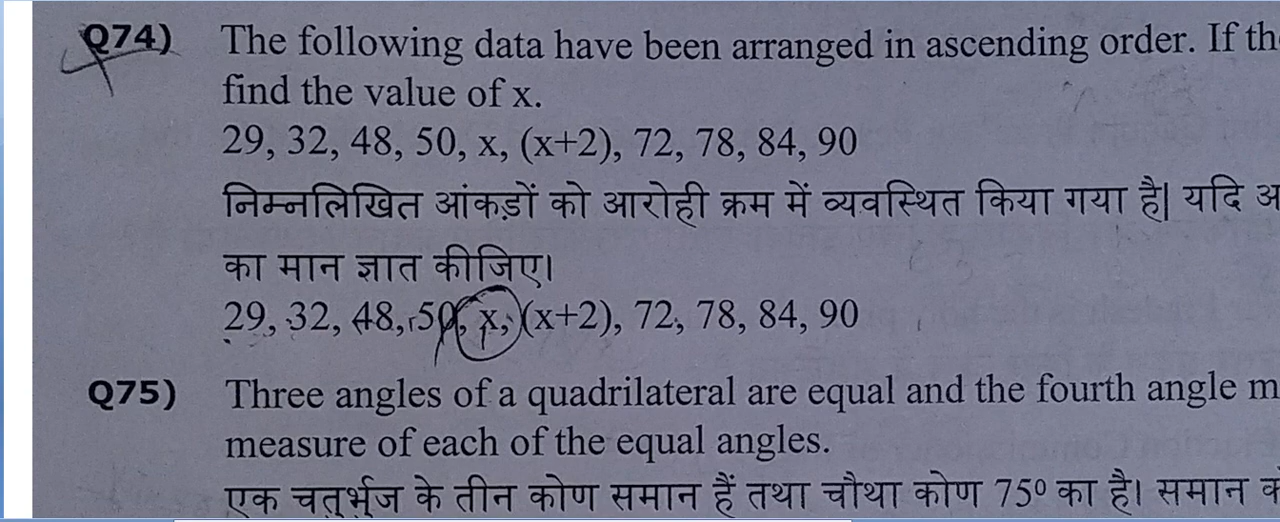 Q74) The following data have been arranged in ascending order. If
find the value of x.
29, 32, 48, 50, x, (x+2), 72, 78, 84, 90
निम्नलिखित आंकड़ों को आरोही क्रम में व्यवस्थित किया गया है| यदि
का मान ज्ञात कीजिए।
29, 32, 48, 50, x, (x+2), 72, 78, 84, 90
Q75) Three angles of a quadrilateral are equal and the fourth angle
measure of each of the equal angles.
एक चतुर्भुज के तीन कोण समान हैं तथा चौथा कोण 75⁰ का है। समान